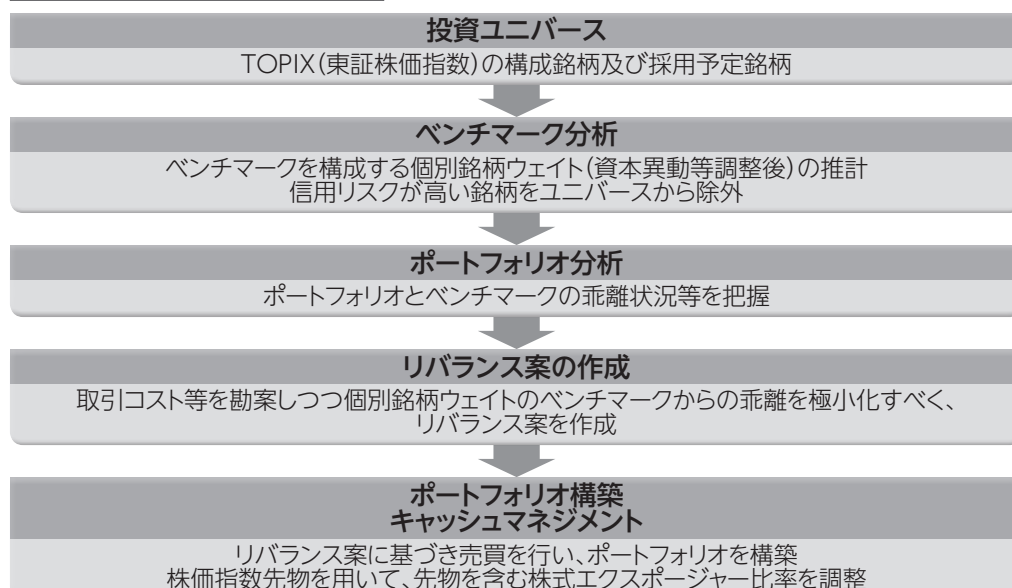 投資ユニバース
TOPIX（東証株価指数）の構成銘柄及び採用予定銘柄
ベンチマーク分析
ベンチマークを構成する個別銘柄ウェイト（資本異動等調整後）の推計
信用リスクが高い銘柄をユニバースから除外
ポートフォリオ分析
ポートフォリオとベンチマークの乖離状況等を把握
リバランス案の作成
取引コスト等を勘案しつつ個別銘柄ウェイトのベンチマークからの乖離を極小化すべく、
リバランス案を作成
ポートフォリオ構築
キャッシュマネジメント
リバランス案に基づき売買を行い、ポートフォリオを構築
株価指数先物を用いて、先物を含む株式エクスポージャー比率を調整